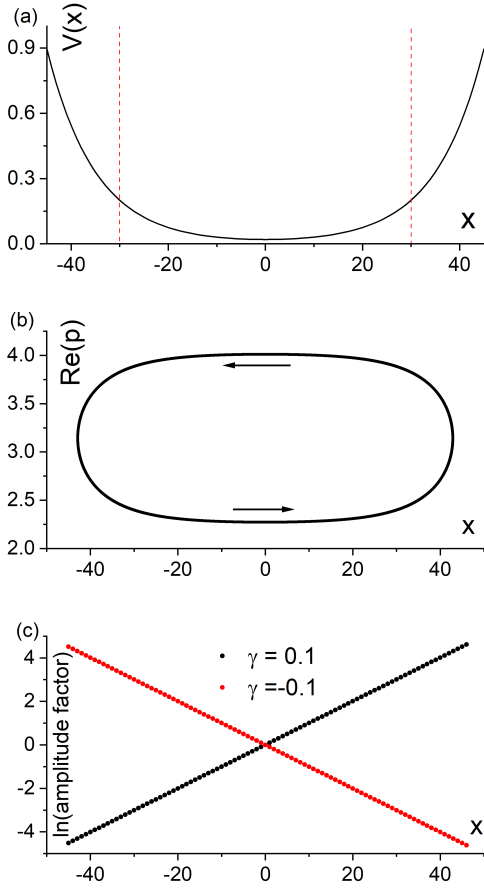 (a)
V(x)
0.9
0.6
0.3
0.0
x
-40 -20 0 20 40
(b)
Re(p)
4.0
3.5
3.0
2.5
2.0
x
-40 -20 0 20 40
(c)
ln(amplitude factor)
4
2
0
-2
-4
γ = 0.1
γ =-0.1
x
-40 -20 0 20 40